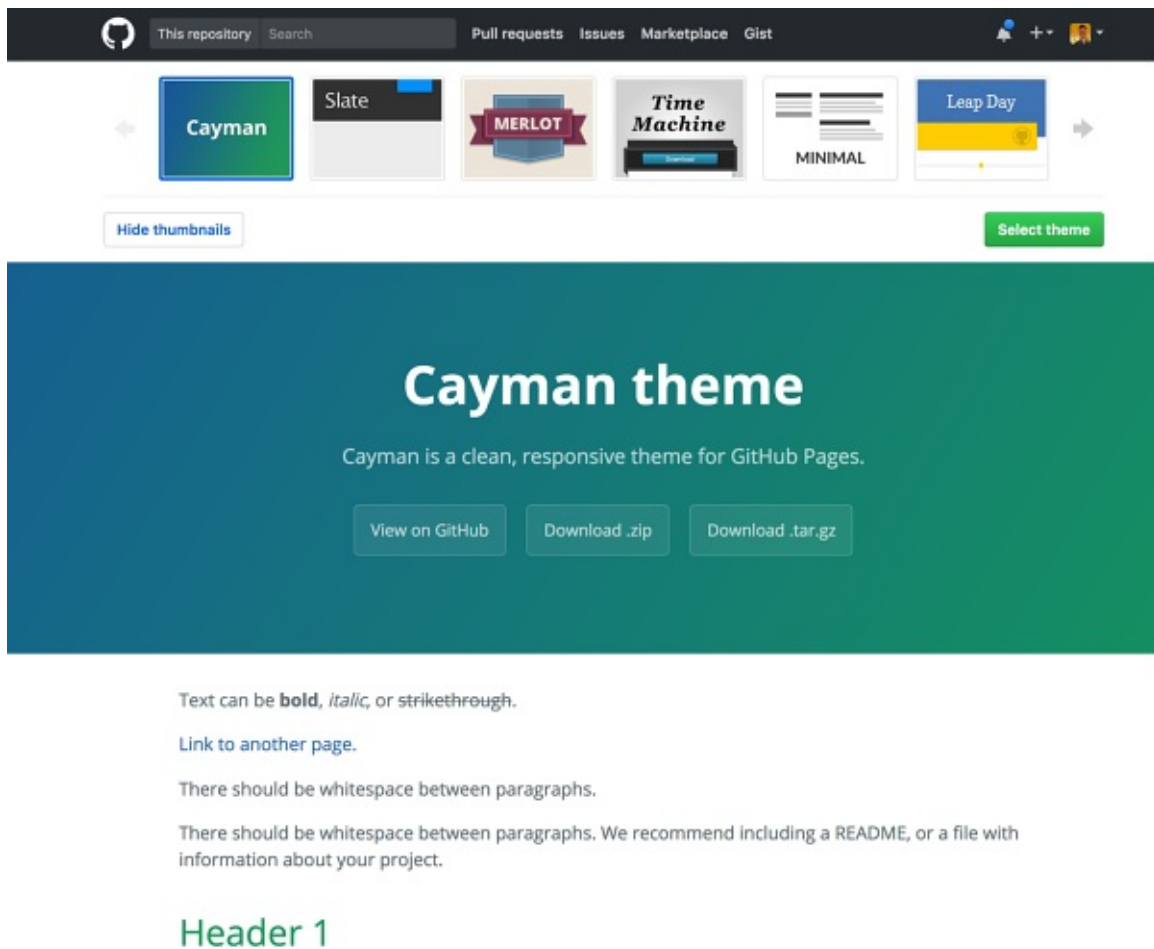 This repository Search Pull requests Issues Marketplace Gist
Cayman Slate MERLOT Time Machine MINIMAL Leap Day
Download
Hide thumbnails Select theme
Cayman theme
Cayman is a clean, responsive theme for GitHub Pages.
View on GitHub Download .zip Download .tar.gz
Text can be bold, italic, or strikethrough.
Link to another page.
There should be whitespace between paragraphs.
There should be whitespace between paragraphs. We recommend including a README, or a file with
information about your project.
Header 1